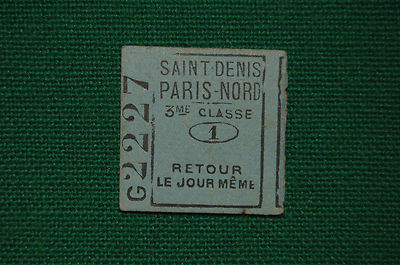 SAINT-DENIS
PARIS-NORD
3ME CLASSE
1
RETOUR
LE JOUR MÊME
G2227